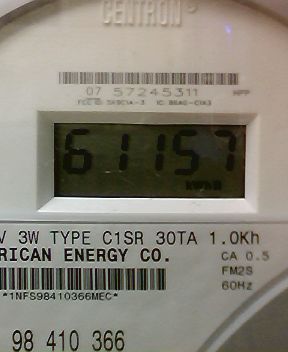 CENTRON®
07 57245311
61157
V 3W TYPE C1SR 30TA 1.0Kh
RICAN ENERGY CO. CA 0.5
FM2S
*1NFS98410366MEC* 60Hz
98 410 366